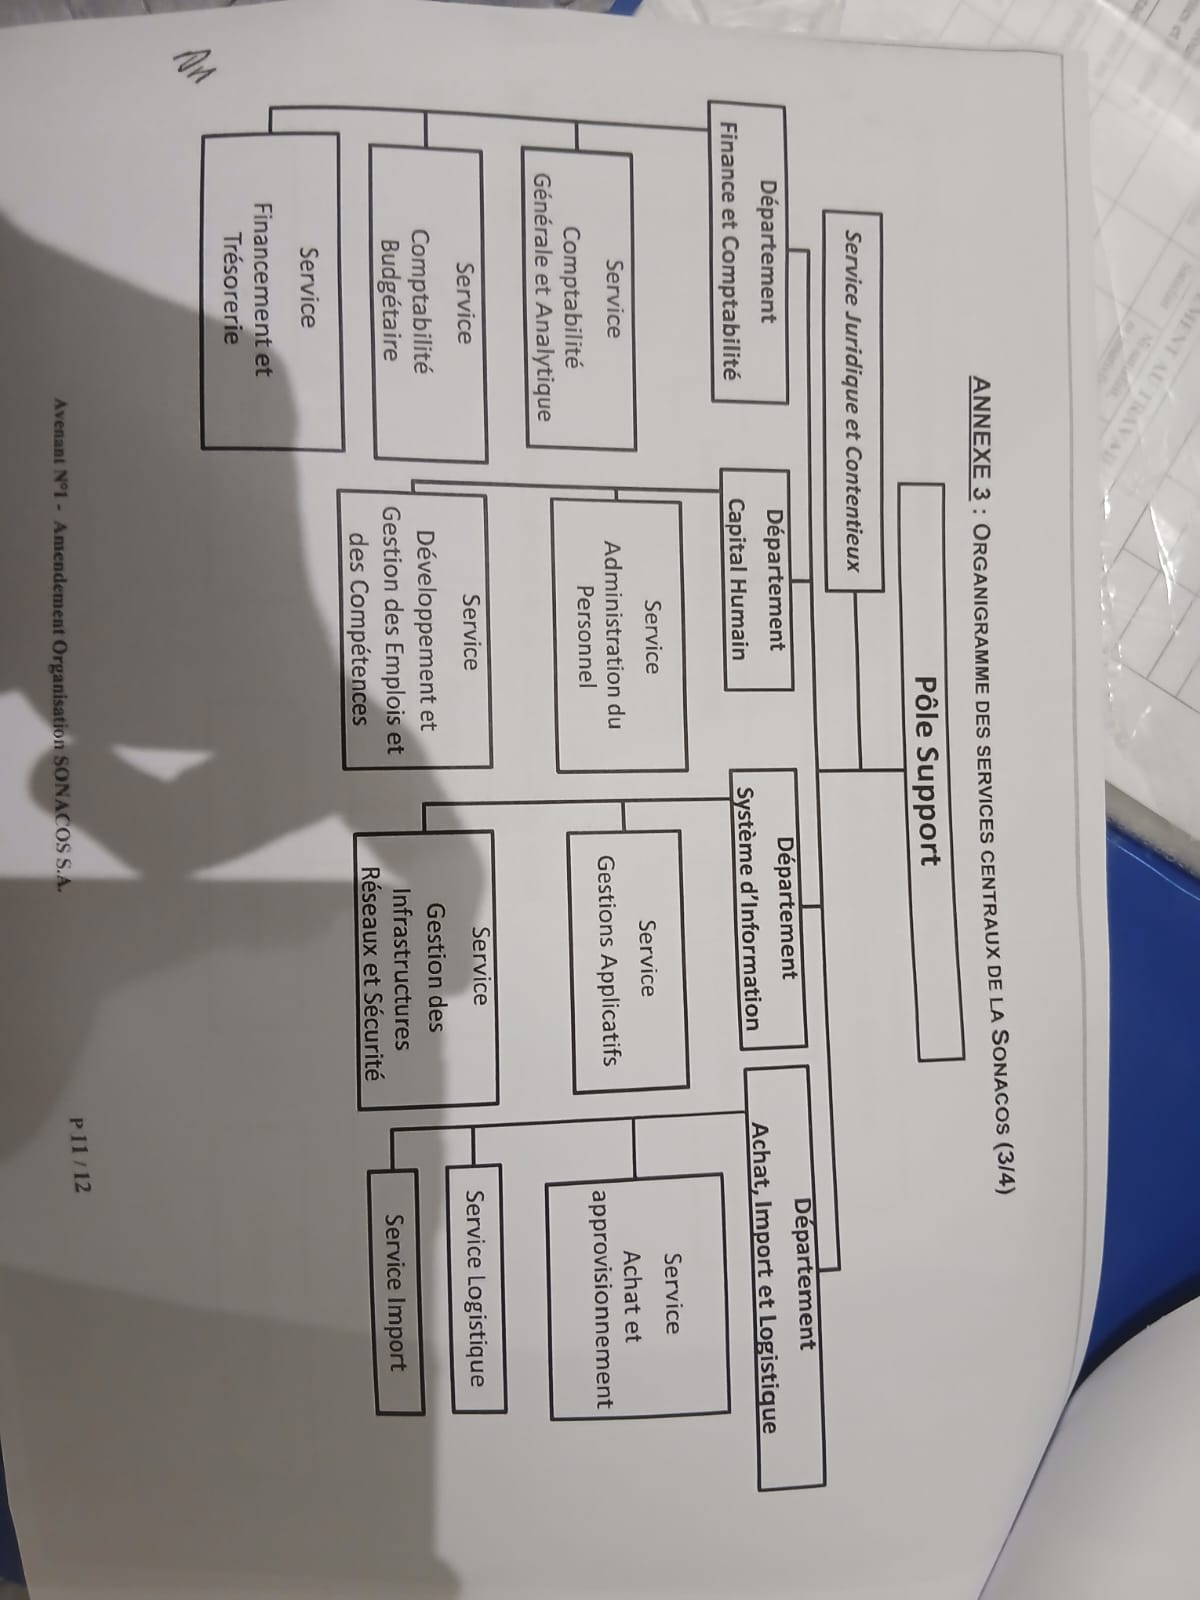 ANNEXE 3 : ORGANIGRAMME DES SERVICES CENTRAUX DE LA SONACOS (3/4)
Pôle Support
Service Juridique et Contentieux
Département
Finance et Comptabilité
Département
Capital Humain
Département
Système d'Information
Département
Achat, Import et Logistique
Service
Comptabilité
Générale et Analytique
Service
Administration du
Personnel
Service
Gestions Applicatifs
Service
Achat et
approvisionnement
Service
Comptabilité
Budgétaire
Service
Développement et
Gestion des Emplois et
des Compétences
Service
Gestion des
Infrastructures
Réseaux et Sécurité
Service Logistique
Service Import
Service
Financement et
Trésorerie
Avenant N°1 - Amendement Organisation SONACOS S.A.
P 11 / 12